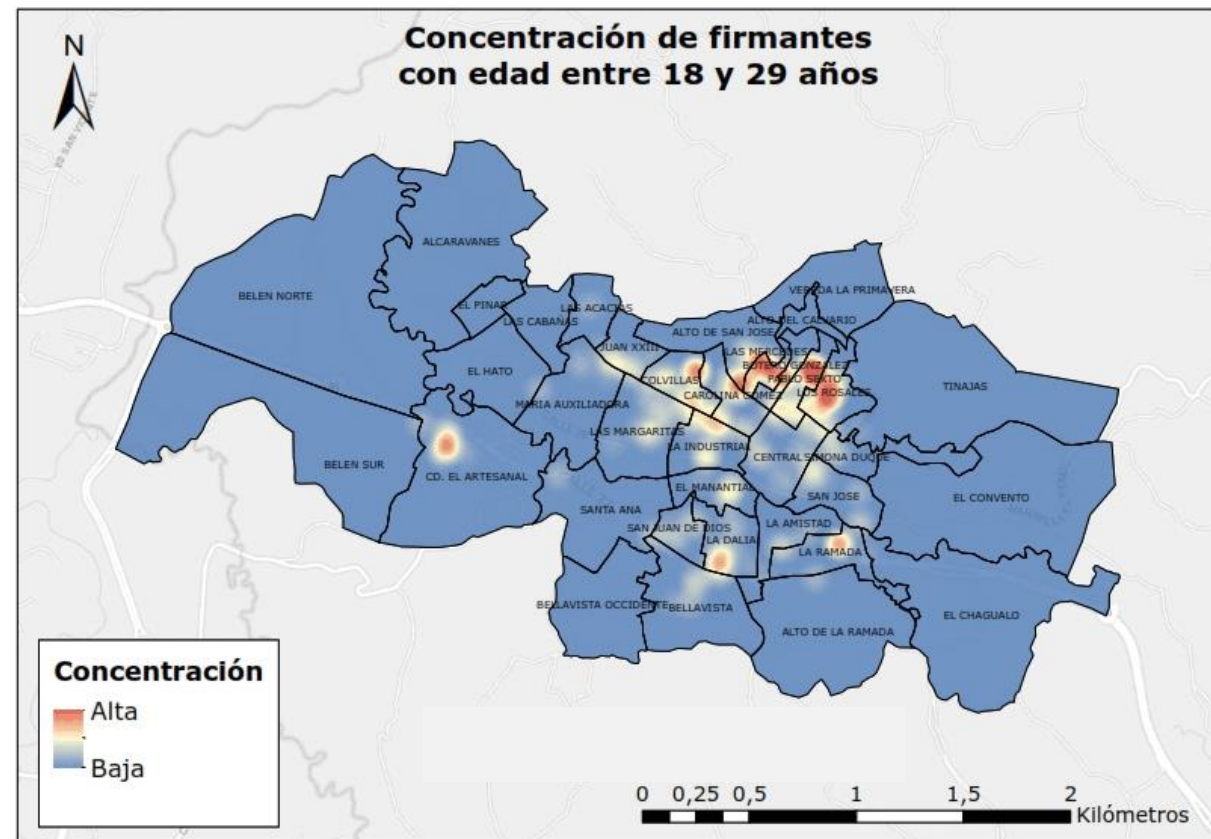 Concentración de firmantes
con edad entre 18 y 29 años
N
ALCARAVANES
BELEN NORTE
VEREDA LA PRIMAVERA
EL PINAR
LAS ACACIAS
LAS CABAÑAS
ALTO DEL CALVARIO
ALTO DE SAN JOSE
JUAN XXIII
LAS MERCEDES
BOTERO GONZALEZ
EL HATO
COLVILLAS
PABLO SEXTO
TINAJAS
CAROLINA GOMEZ
LOS ROSALES
MARIA AUXILIADORA
LAS MARGARITAS
LA INDUSTRIAL
CENTRAL
SIMONA DUQUE
BELEN SUR
CD. EL ARTESANAL
EL MANANTIAL
SAN JOSE
EL CONVENTO
SANTA ANA
SAN JUAN DE DIOS
LA AMISTAD
LA DALIA
LA RAMADA
BELLAVISTA OCCIDENTE
BELLAVISTA
EL CHAGUALO
ALTO DE LA RAMADA
Concentración
Alta
Baja
0 0,25 0,5 1 1,5 2
Kilómetros